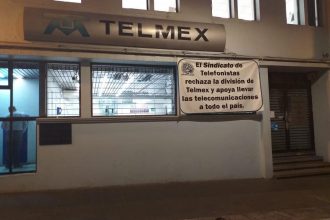 TELMEX
El Sindicato de
Telefonistas
rechaza la división de
Telmex y apoya llevar
las telecomunicaciones
a todo el país.